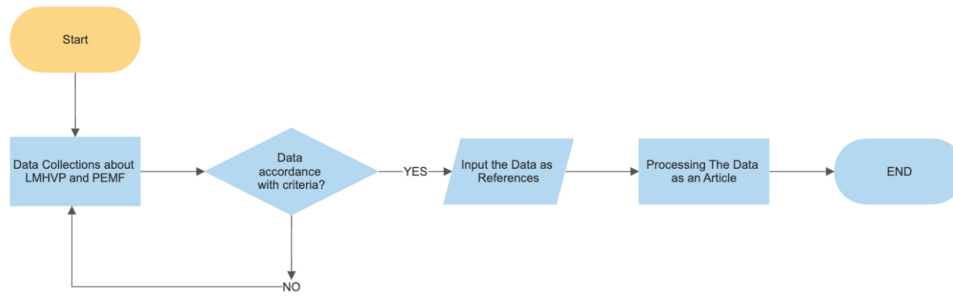 Start
Data Collections about
LMHVP and PEMF
Data
accordance
with criteria?
YES
Input the Data as
References
Processing The Data
as an Article
END
NO